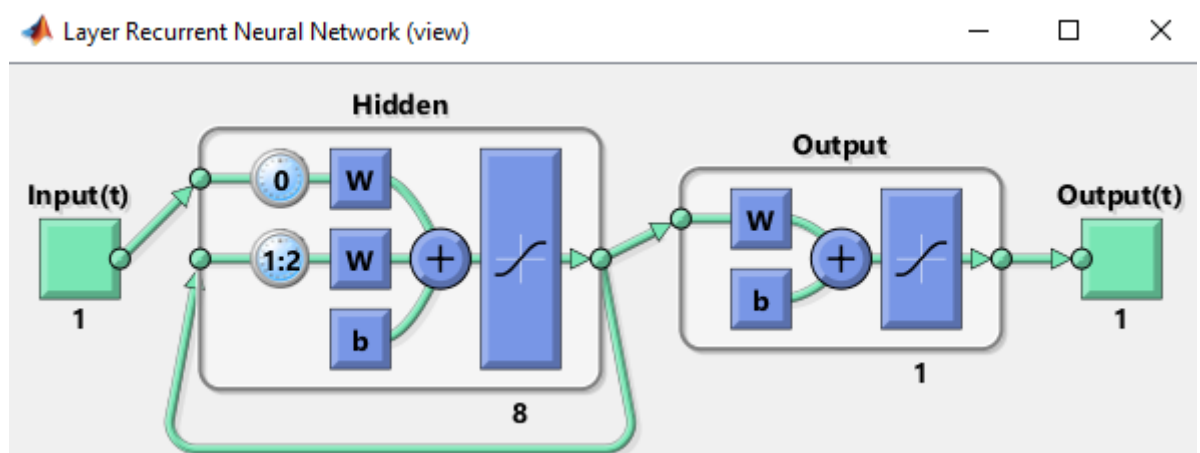 Layer Recurrent Neural Network (view)
Hidden
Output
Input(t)
Output(t)
0
W
1:2
W
+
b
W
+
b
1
8
1
1